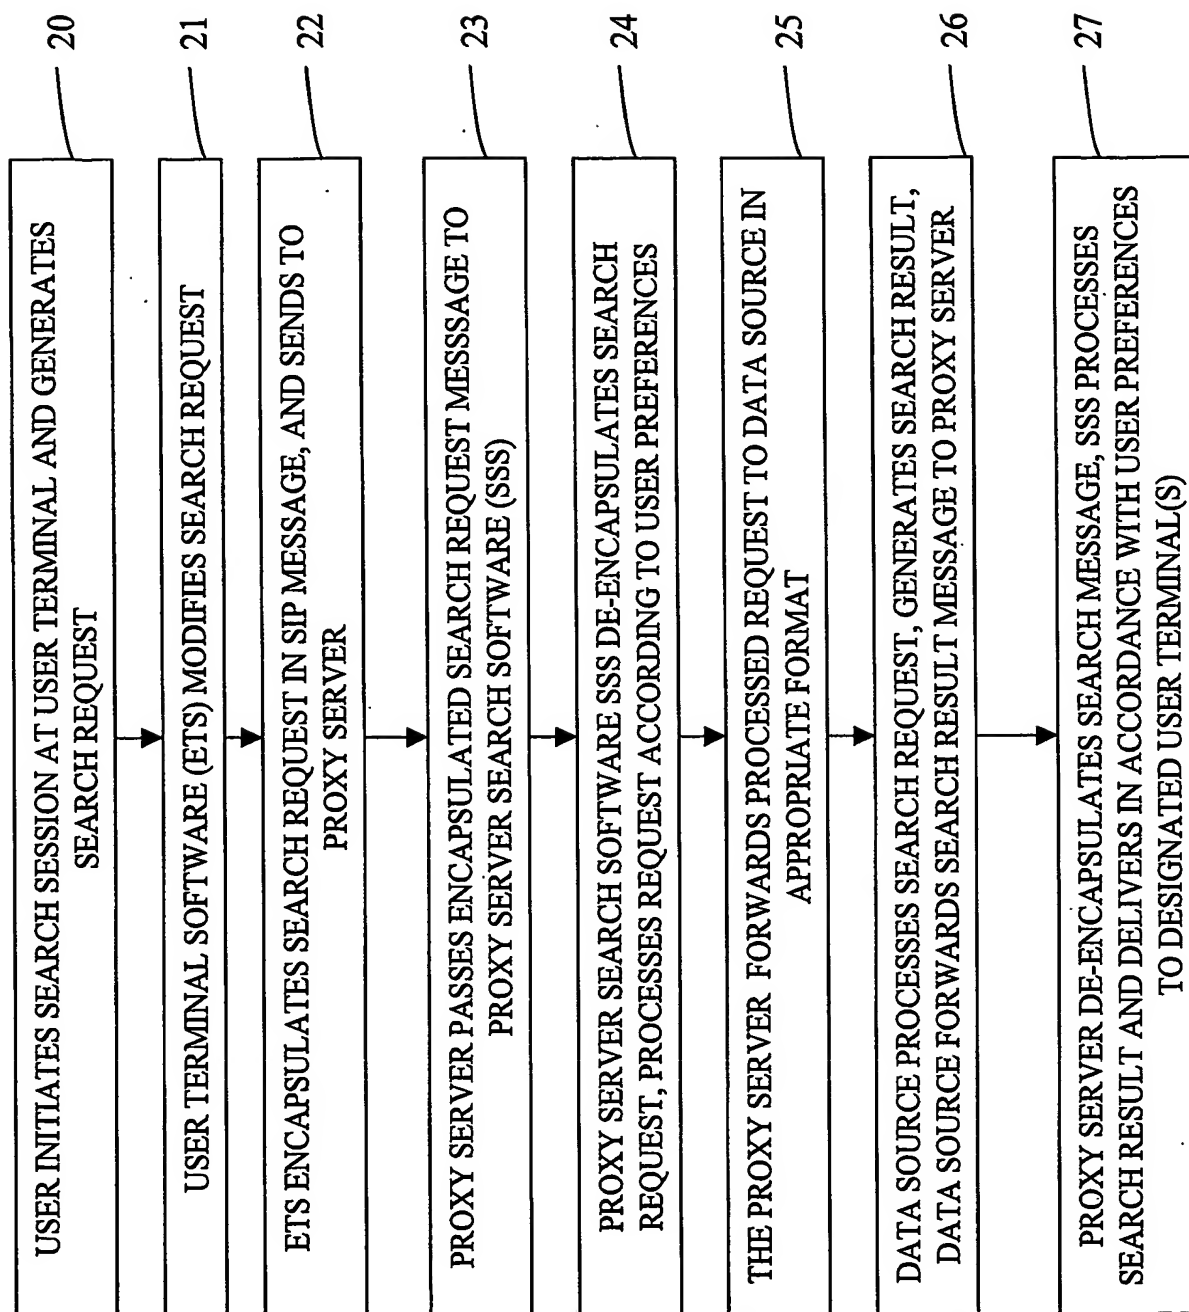 USER INITIATES SEARCH SESSION AT USER TERMINAL AND GENERATES
SEARCH REQUEST
20
USER TERMINAL SOFTWARE (ETS) MODIFIES SEARCH REQUEST
21
ETS ENCAPSULATES SEARCH REQUEST IN SIP MESSAGE, AND SENDS TO
PROXY SERVER
22
PROXY SERVER PASSES ENCAPSULATED SEARCH REQUEST MESSSAGE TO
PROXY SERVER SEARCH SOFTWARE (SSS)
23
PROXY SERVER SEARCH SOFTWARE SSS DE-ENCAPSULATES SEARCH
REQUEST, PROCESSES REQUEST ACCORDING TO USER PREFERENCES
24
THE PROXY SERVER FORWARDS PROCESSED REQUEST TO DATA SOURCE IN
APPROPRIATE FORMAT
25
DATA SOURCE PROCESSES SEARCH REQUEST, GENERATES SEARCH RESULT,
DATA SOURCE FORWARDS SEARCH RESULT MESSAGE TO PROXY SERVER
26
PROXY SERVER DE-ENCAPSULATES SEARCH MESSAGE, SSS PROCESSES
SEARCH RESULT AND DELIVERS IN ACCORDANCE WITH USER PREFERENCES
TO DESIGNATED USER TERMINAL(S)
27